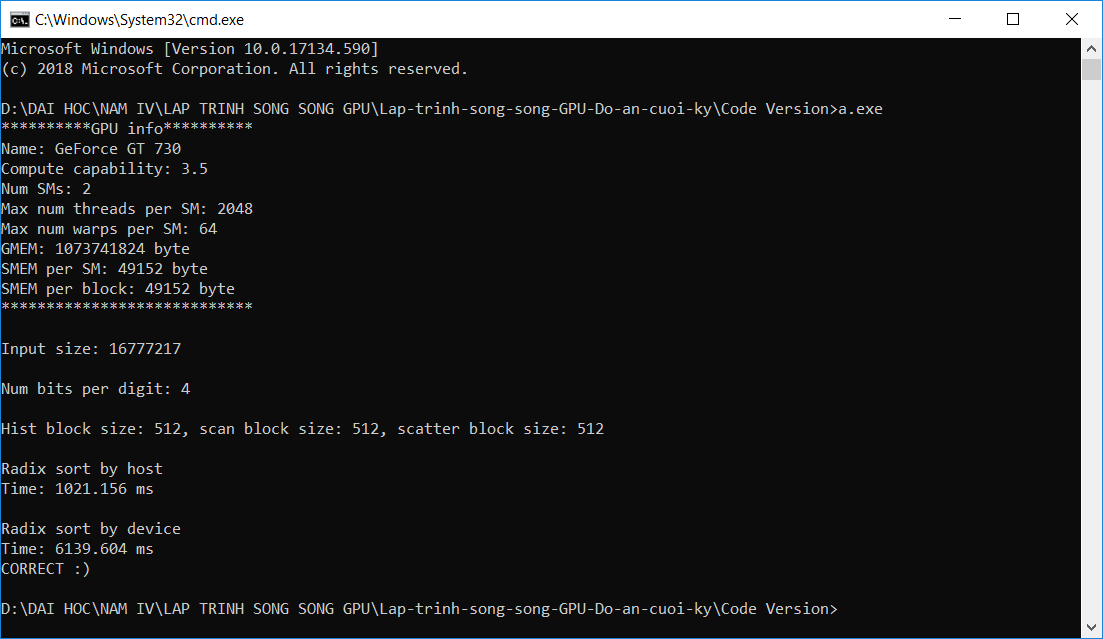 C:\Windows\System32\cmd.exe
Microsoft Windows [Version 10.0.17134.590]
(c) 2018 Microsoft Corporation. All rights reserved.
D:\DAI HOC\NAM IV\LAP TRINH SONG SONG GPU\Lap-trinh-song-song-GPU-Do-an-cuoi-ky\Code Version>a.exe
**********GPU info**********
Name: GeForce GT 730
Compute capability: 3.5
Num SMs: 2
Max num threads per SM: 2048
Max num warps per SM: 64
GMEM: 1073741824 byte
SMEM per SM: 49152 byte
SMEM per block: 49152 byte
****************************
Input size: 16777217
Num bits per digit: 4
Hist block size: 512, scan block size: 512, scatter block size: 512
Radix sort by host
Time: 1021.156 ms
Radix sort by device
Time: 6139.604 ms
CORRECT :)
D:\DAI HOC\NAM IV\LAP TRINH SONG SONG GPU\Lap-trinh-song-song-GPU-Do-an-cuoi-ky\Code Version>